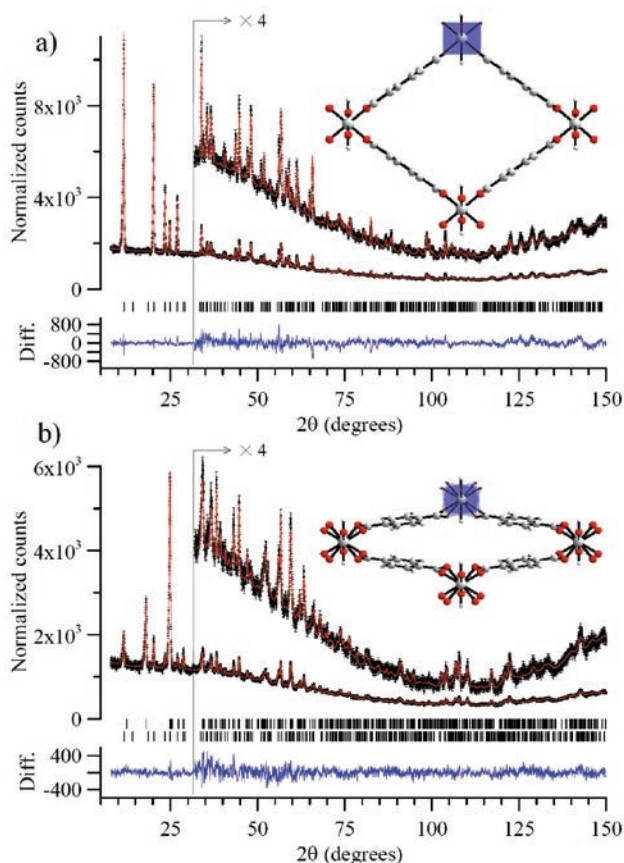 a)
× 4
8x10³
4x10³
0
Normalized counts
800
0
-800
Diff.
25
50
75
100
125
150
2θ (degrees)
b)
× 4
6x10³
4x10³
2x10³
0
Normalized counts
400
0
-400
Diff.
25
50
75
100
125
150
2θ (degrees)